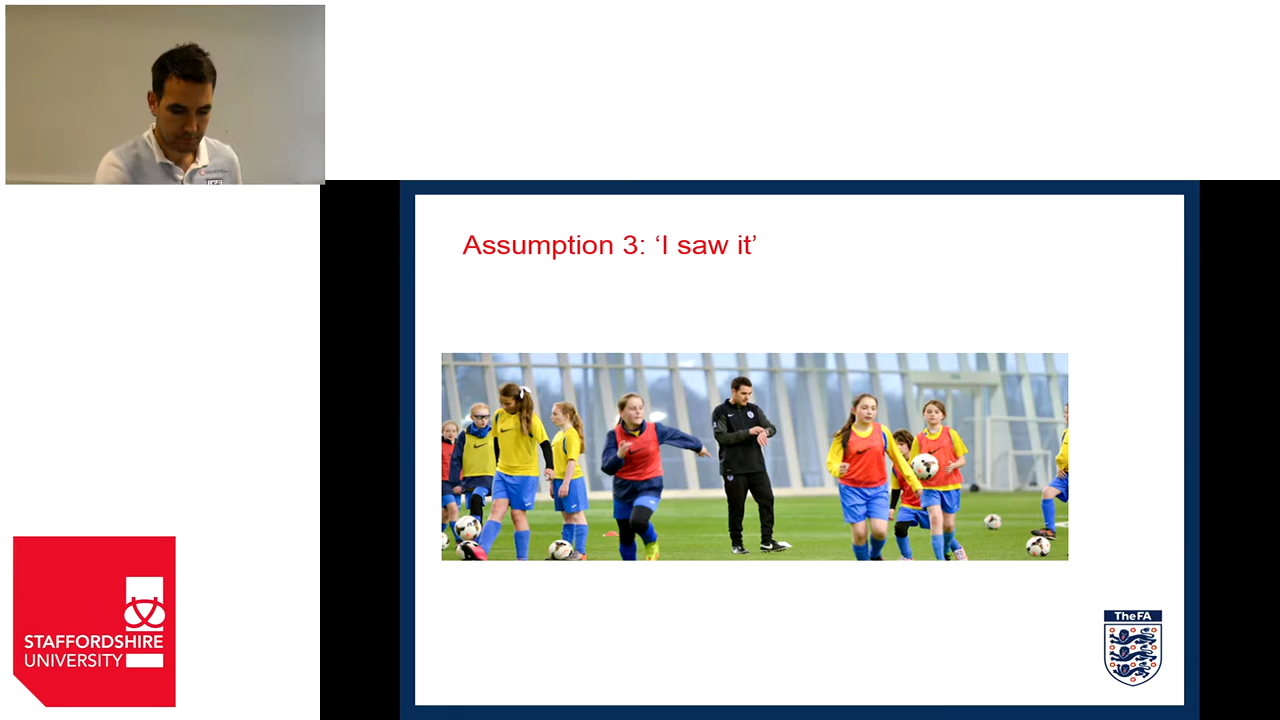 Assumption 3: ‘I saw it’
TheFA
STAFFORDSHIRE
UNIVERSITY